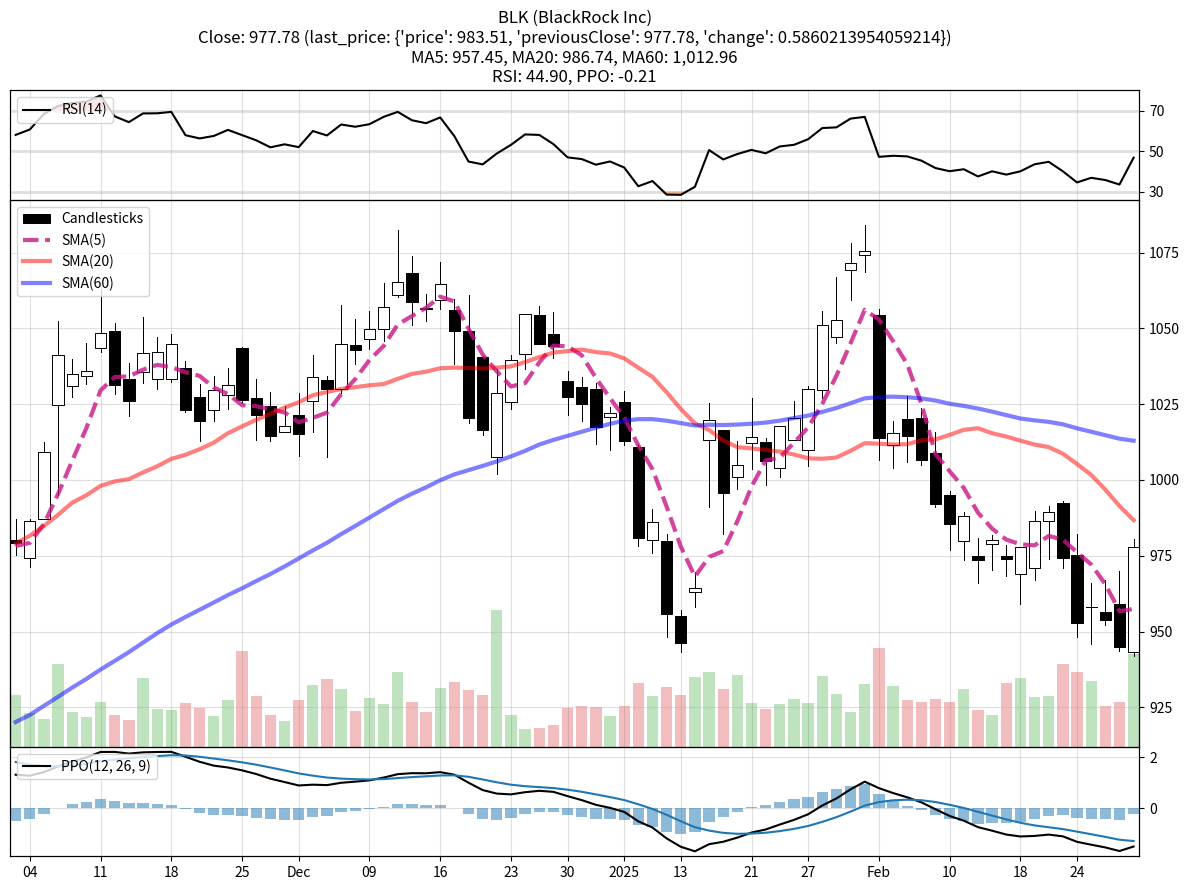 BLK (BlackRock Inc)
Close: 977.78 (last_price: {'price': 983.51, 'previousClose': 977.78, 'change': 0.5860213954059214})
MA5: 957.45, MA20: 986.74, MA60: 1,012.96
RSI: 44.90, PPO: -0.21
RSI(14)
70
50
30
Candlesticks
SMA(5)
SMA(20)
SMA(60)
1075
1050
1025
1000
975
950
925
PPO(12, 26, 9)
2
0
04 11 18 25 Dec 09 16 23 30 2025 13 21 27 Feb 10 18 24